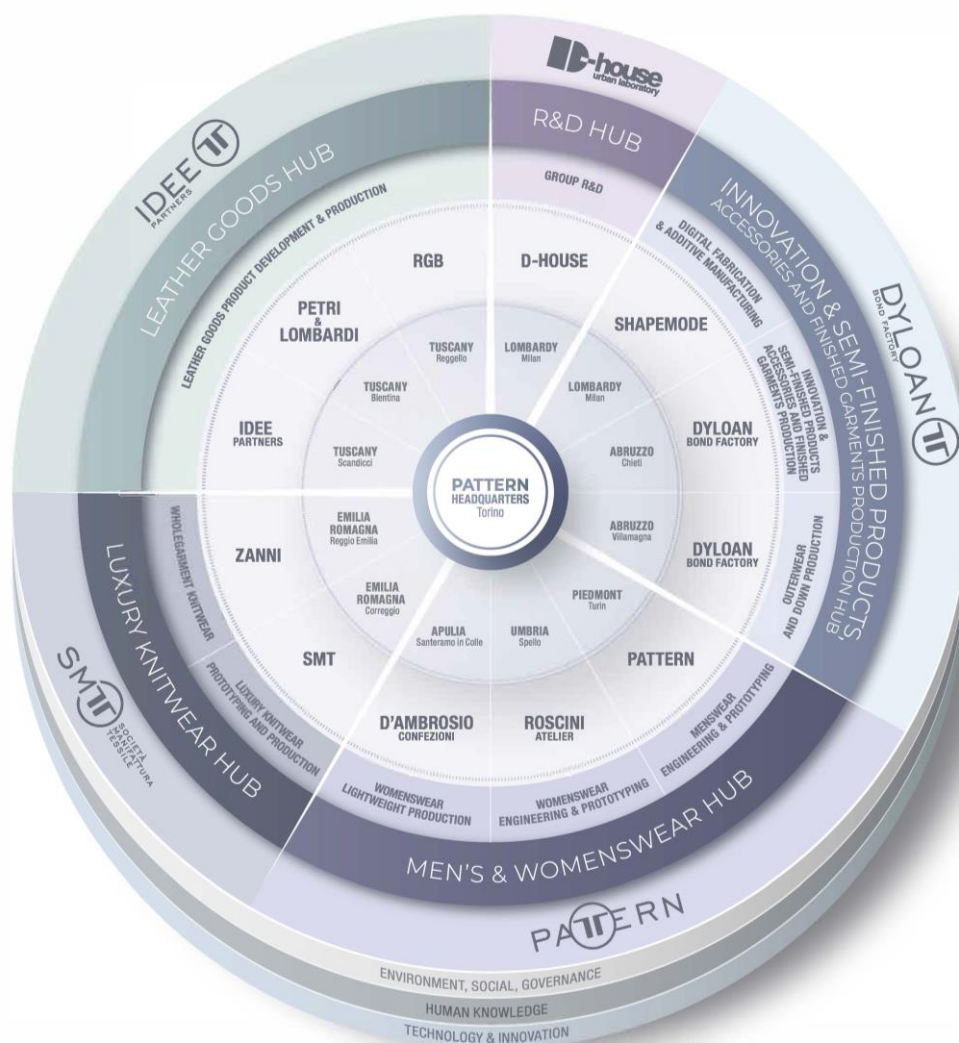 D-house
urban laboratory
R&D HUB
GROUP R&D
D-HOUSE
LOMBARDY
Milan
DYLOAN
BOND FACTORY
INNOVATION & SEMI-FINISHED PRODUCTS
ACCESSORIES AND FINISHED GARMENTS PRODUCTION HUB
DIGITAL FABRICATION
& ADDITIVE MANUFACTURING
SHAPEMODE
LOMBARDY
Milan
INNOVATION &
SEMI-FINISHED PRODUCTS
ACCESSORIES AND FINISHED
GARMENTS PRODUCTION
DYLOAN
BOND FACTORY
ABRUZZO
Chieti
OUTERWEAR
AND DOWN PRODUCTION
DYLOAN
BOND FACTORY
ABRUZZO
Villamagna
PATTERN
MEN'S & WOMENSWEAR HUB
MENSWEAR
ENGINEERING & PROTOTYPING
PATTERN
PIEDMONT
Turin
WOMENSWEAR
ENGINEERING & PROTOTYPING
ROSCINI
ATELIER
UMBRIA
Spello
WOMENSWEAR
LIGHTWEIGHT PRODUCTION
D'AMBROSIO
CONFEZIONI
APULIA
Santeramo in Colle
SMT
SOCIETÀ
MANIFATTURA
TESSILE
LUXURY KNITWEAR HUB
LUXURY KNITWEAR
PROTOTYPING AND PRODUCTION
SMT
EMILIA
ROMAGNA
Correggio
WHOLEGARMENT KNITWEAR
ZANNI
EMILIA
ROMAGNA
Reggio Emilia
IDEE
PARTNERS
LEATHER GOODS HUB
LEATHER GOODS PRODUCT DEVELOPMENT & PRODUCTION
IDEE
PARTNERS
TUSCANY
Scandicci
PETRI
&
LOMBARDI
TUSCANY
Bientina
RGB
TUSCANY
Reggello
PATTERN
HEADQUARTERS
Torino
ENVIRONMENT, SOCIAL, GOVERNANCE
HUMAN KNOWLEDGE
TECHNOLOGY & INNOVATION